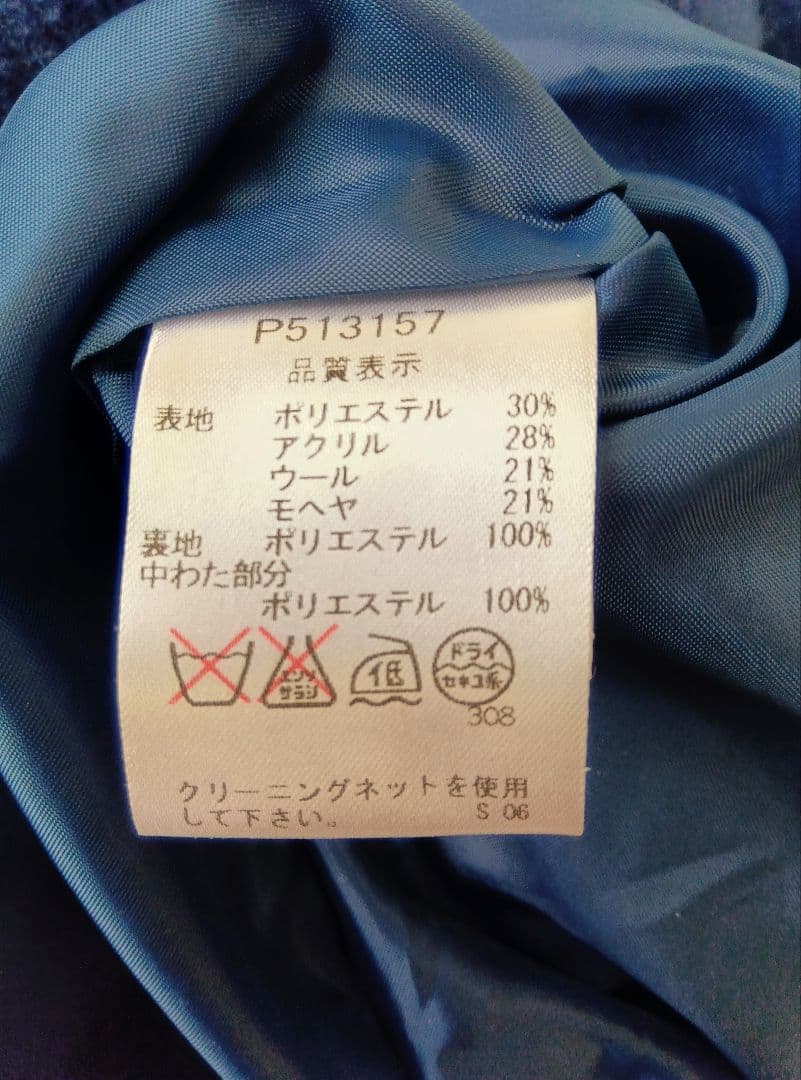 P513157
品質表示
表地 ポリエステル 30%
アクリル 28%
ウール 21%
モヘヤ 21%
裏地 ポリエステル 100%
中わた部分
ポリエステル 100%
エンソ サラシ 低 ドライ セキユ系
308
クリーニングネットを使用
して下さい。 S 06